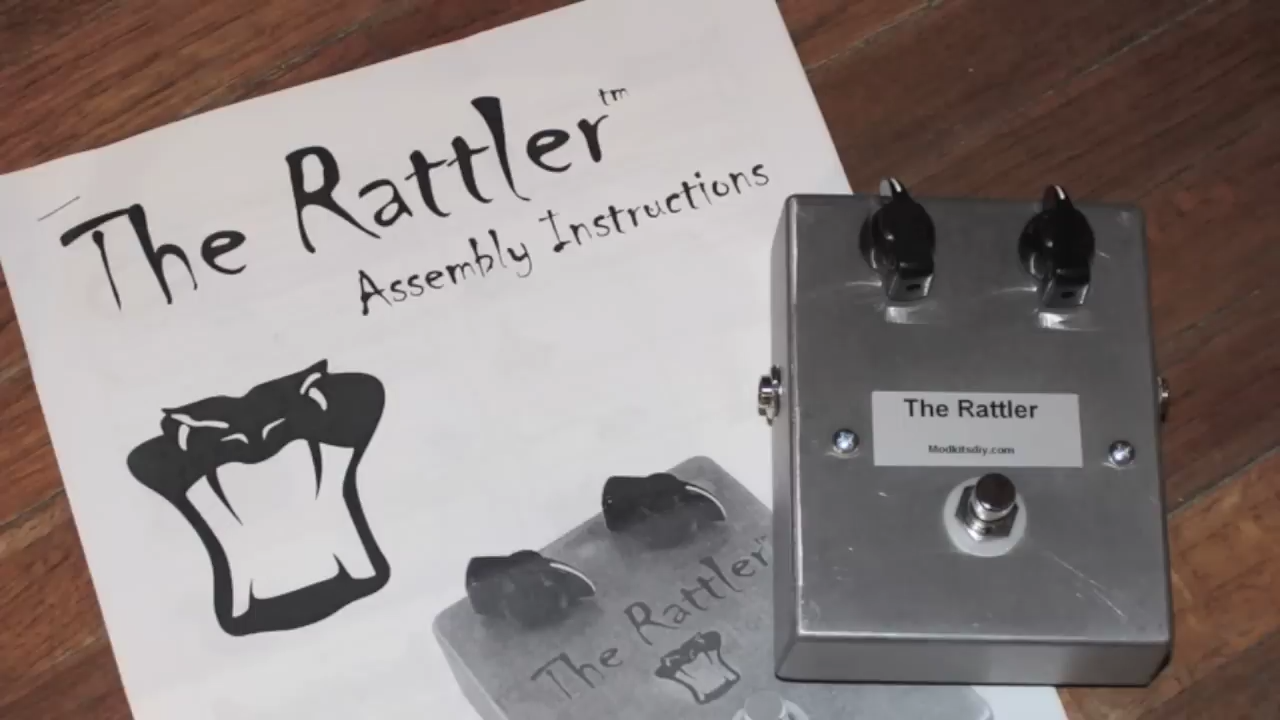 The Rattler™
Assembly Instructions
The Rattler
Modkitsdiy.com
The Rattler™